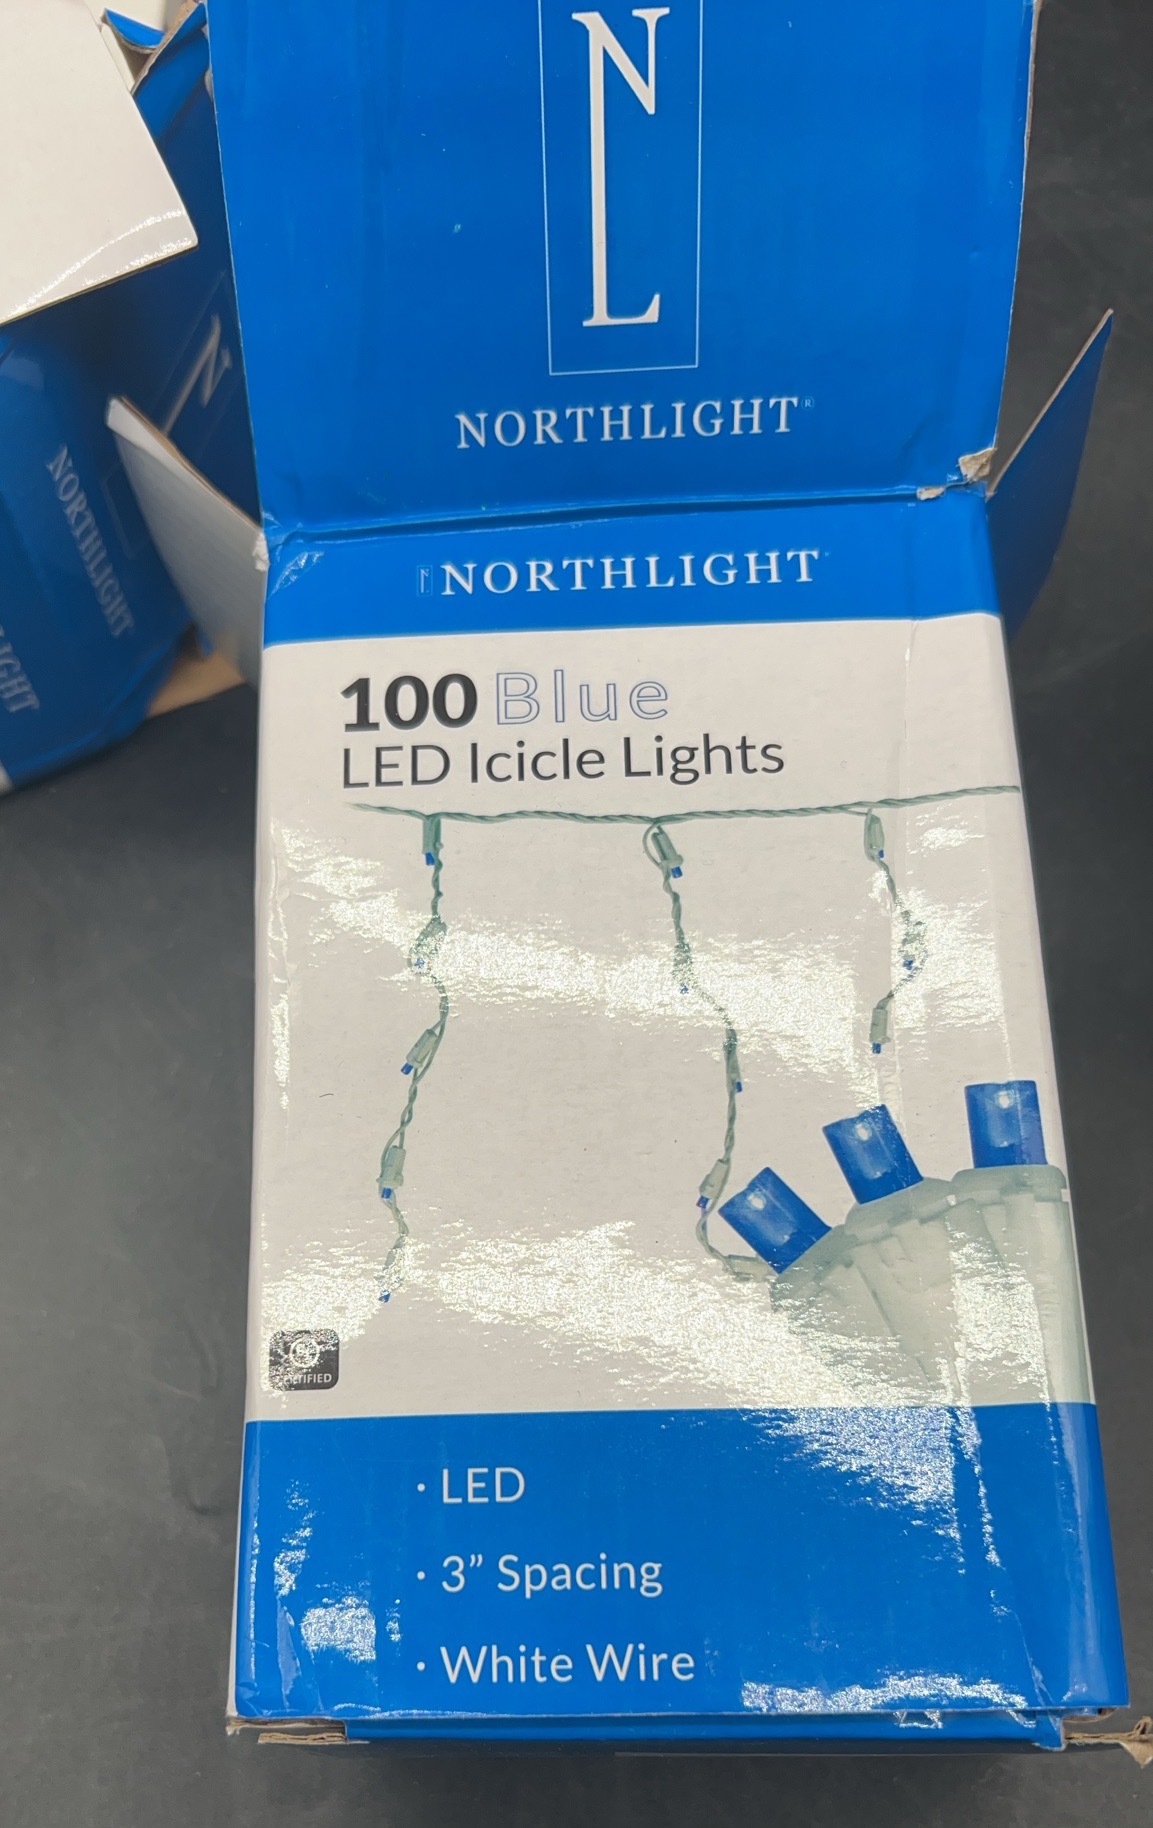 NL
NORTHLIGHT®
NORTHLIGHT
100 Blue
LED Icicle Lights
· LED
· 3” Spacing
· White Wire
NORTHLIGHT